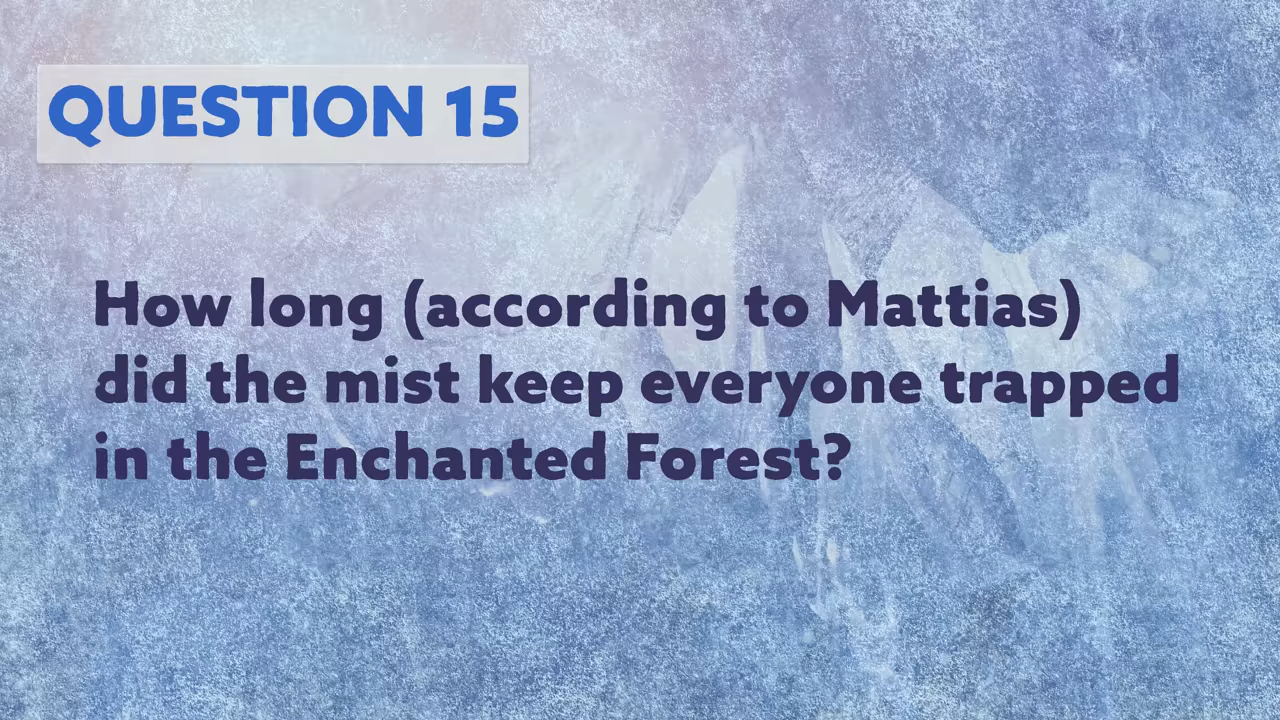 QUESTION 15
How long (according to Mattias)
did the mist keep everyone trapped
in the Enchanted Forest?